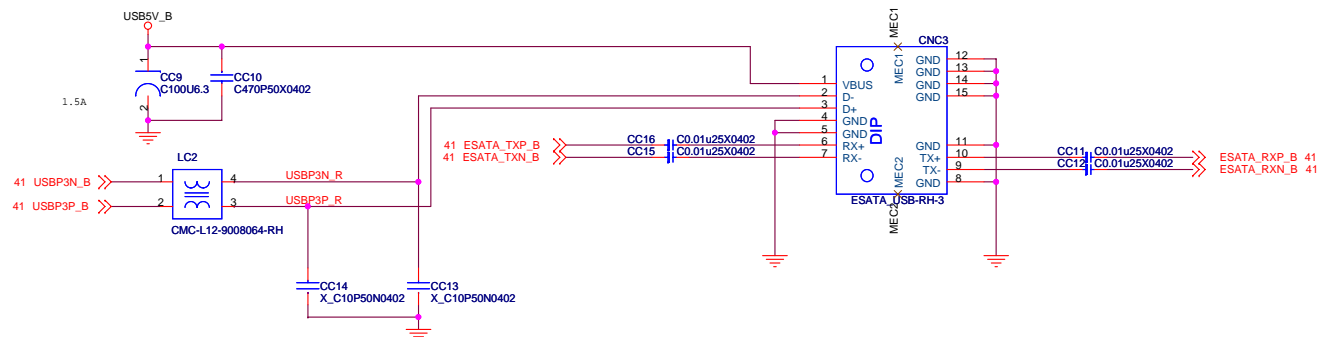 USB5V_B
1
CC9
C100U6.3
2
CC10
C470P50X0402
1.5A
LC2
41 USBP3N_B
1
4
USBP3N_R
41 USBP3P_B
2
3
USBP3P_R
CMC-L12-9008064-RH
CC14
X_C10P50N0402
CC13
X_C10P50N0402
41 ESATA_TXP_B
CC16
C0.01u25X0402
41 ESATA_TXN_B
CC15
C0.01u25X0402
MEC1
CNC3
MEC1
1 VBUS
2 D-
3 D+
4 GND
5 GND
6 RX+
7 RX-
DIP
GND 12
GND 13
GND 14
GND 15
GND 11
TX+ 10
TX- 9
GND 8
MEC2
MEC2
ESATA_USB-RH-3
CC11
C0.01u25X0402
ESATA_RXP_B 41
CC12
C0.01u25X0402
ESATA_RXN_B 41